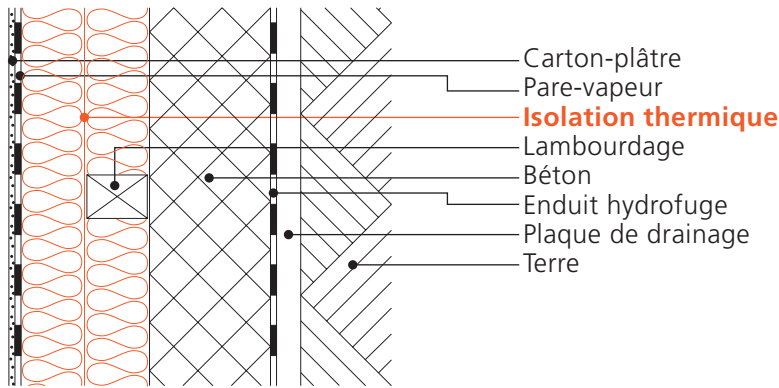 Carton-plâtre
Pare-vapeur
Isolation thermique
Lambourdage
Béton
Enduit hydrofuge
Plaque de drainage
Terre